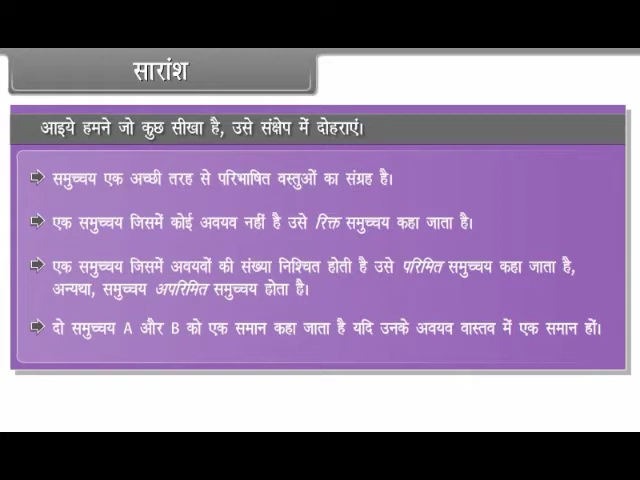 सारांश
आइये हमने जो कुछ सीखा है, उसे संक्षेप में दोहराएं।
समुच्चय एक अच्छी तरह से परिभाषित वस्तुओं का संग्रह है।
एक समुच्चय जिसमें कोई अवयव नहीं है उसे रिक्त समुच्चय कहा जाता है।
एक समुच्चय जिसमें अवयवों की संख्या निश्चित होती है उसे परिमित समुच्चय कहा जाता है,
अन्यथा, समुच्चय अपरिमित समुच्चय होता है।
दो समुच्चय A और B को एक समान कहा जाता है यदि उनके अवयव वास्तव में एक समान हों।